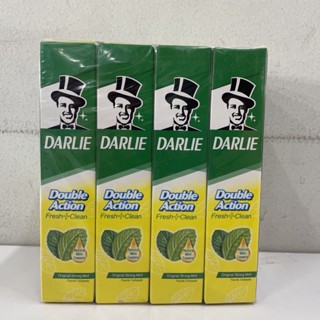 DARLIE DARLIE DARLIE DARLIE
Double Action Double Action Double Action Double Action
Fresh+Clean Fresh+Clean Fresh+Clean Fresh+Clean
Original Strong Mint Original Strong Mint Original Strong Mint Original Strong Mint